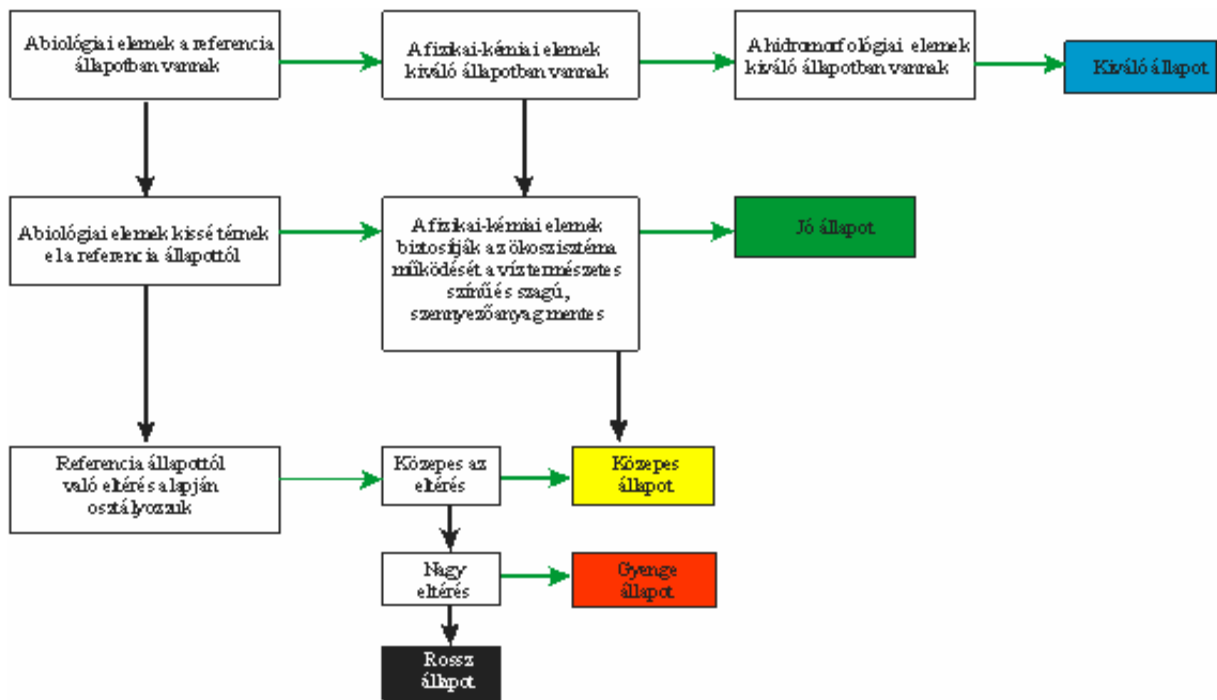 A biológiai elemek a referencia
állapotban vannak
A fizikai-kémiai elemek
kiváló állapotban vannak
A hidromorfológiai elemek
kiváló állapotban vannak
Kiváló állapot
A biológiai elemek kissé térnek
el a referencia állapottól
A fizikai-kémiai elemek
biztosítják az ökoszisztéma
működését a víz természetes
színű és szagú,
szennyezőanyag mentes
Jó állapot
Referencia állapottól
való eltérés alapján
osztályozzuk
Közepes az
eltérés
Közepes
állapot
Nagy
eltérés
Gyenge
állapot
Rossz
állapot